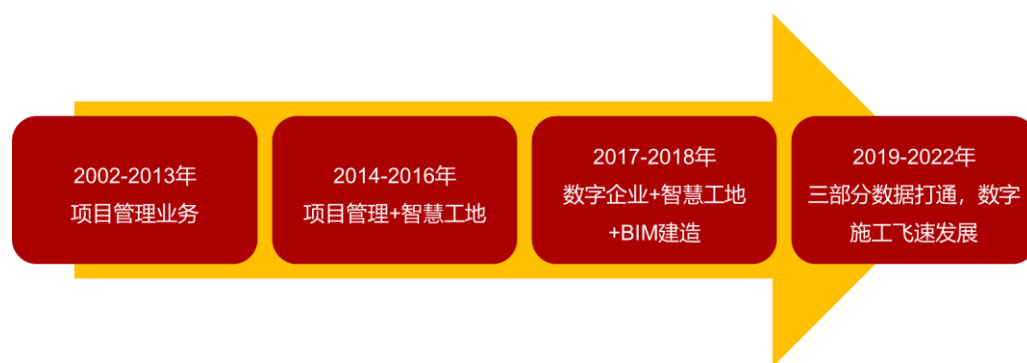 2002-2013年
项目管理业务
2014-2016年
项目管理+智慧工地
2017-2018年
数字企业+智慧工地
+BIM建造
2019-2022年
三部分数据打通，数字
施工飞速发展